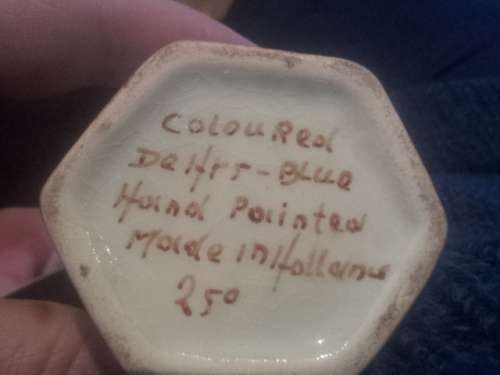 Coloured
Delft-Blue
Hand Painted
Made in Holland
250